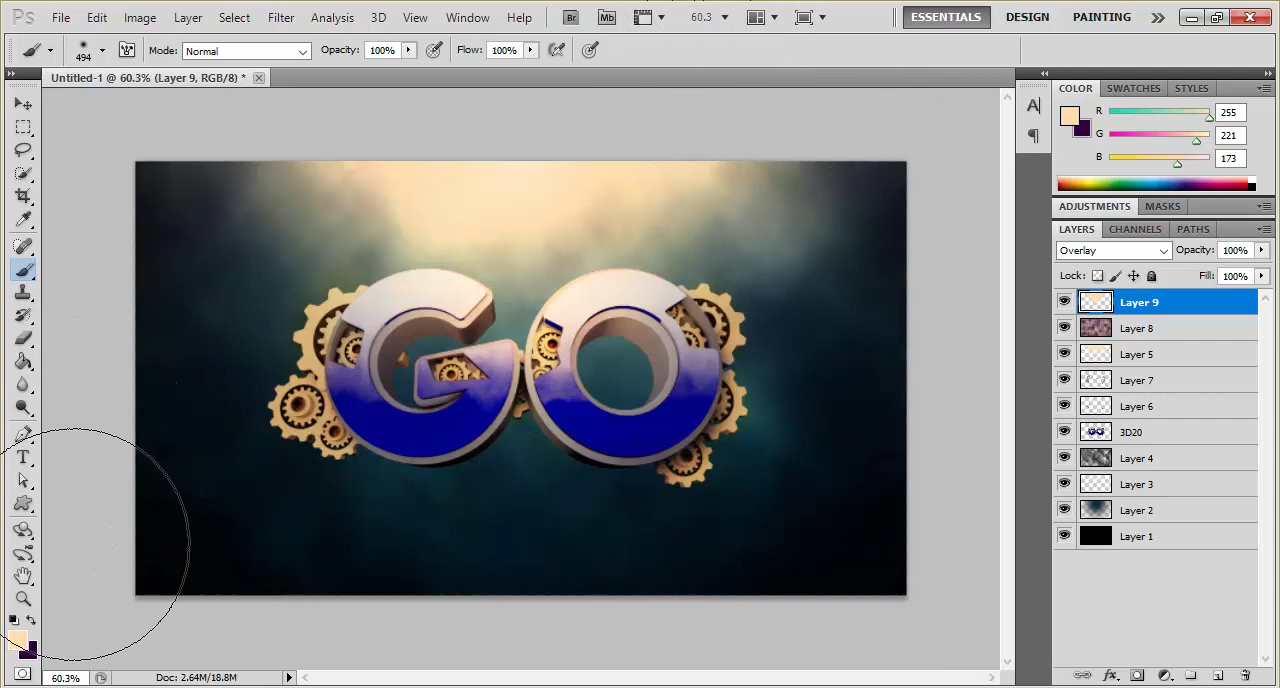 Ps File Edit Image Layer Select Filter Analysis 3D View Window Help Br Mb 60.3 ESSENTIALS DESIGN PAINTING
494 Mode: Normal Opacity: 100% Flow: 100%
Untitled-1 @ 60.3% (Layer 9, RGB/8) *
COLOR SWATCHES STYLES
R 255
G 221
B 173
ADJUSTMENTS MASKS
LAYERS CHANNELS PATHS
Overlay Opacity: 100%
Lock: Fill: 100%
Layer 9
Layer 8
Layer 5
Layer 7
Layer 6
3D20
Layer 4
Layer 3
Layer 2
Layer 1
GO
60.3% Doc: 2.64M/18.8M